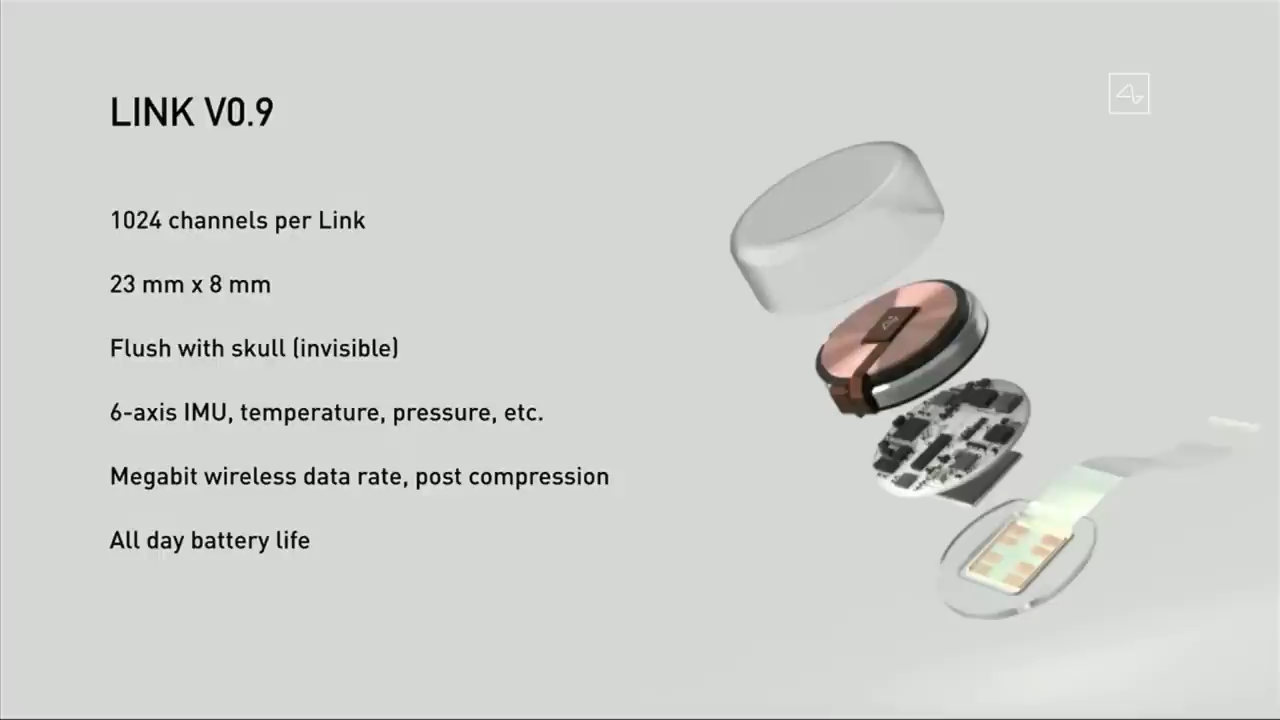 LINK V0.9
1024 channels per Link
23 mm x 8 mm
Flush with skull (invisible)
6-axis IMU, temperature, pressure, etc.
Megabit wireless data rate, post compression
All day battery life